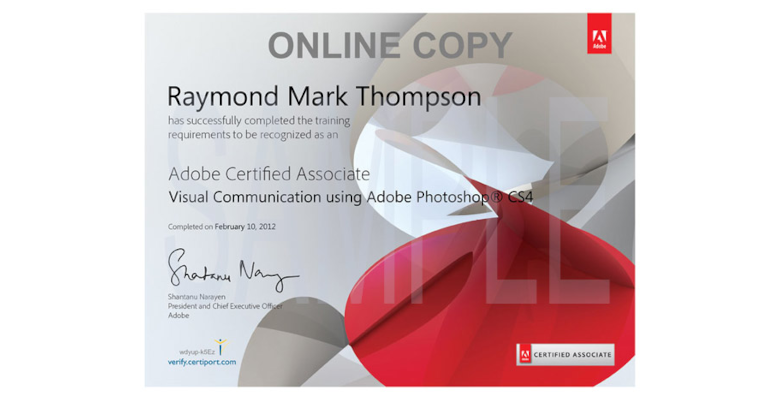 ONLINE COPY
Adobe
Raymond Mark Thompson
has successfully completed the training
requirements to be recognized as an
SAMPLE
Adobe Certified Associate
Visual Communication using Adobe Photoshop® CS4
Completed on February 10, 2012
Shantanu Narayen
President and Chief Executive Officer
Adobe
wdyup-k5Ez
verify.certiport.com
CERTIFIED ASSOCIATE